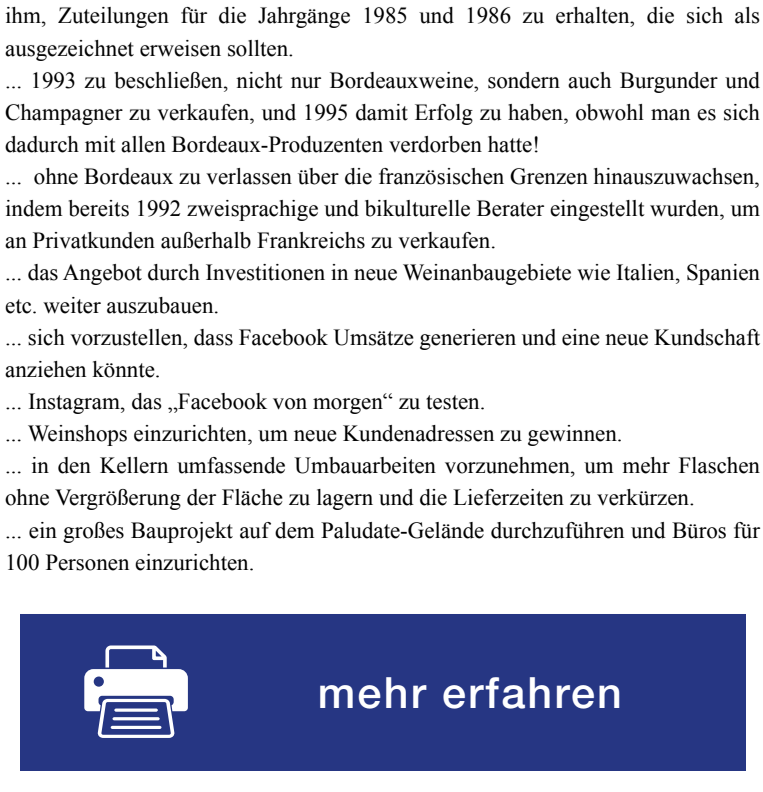 ihm, Zuteilungen für die Jahrgänge 1985 und 1986 zu erhalten, die sich als
ausgezeichnet erweisen sollten.
... 1993 zu beschließen, nicht nur Bordeauxweine, sondern auch Burgunder und
Champagner zu verkaufen, und 1995 damit Erfolg zu haben, obwohl man es sich
dadurch mit allen Bordeaux-Produzenten verdorben hatte!
... ohne Bordeaux zu verlassen über die französischen Grenzen hinauszuwachsen,
indem bereits 1992 zweisprachige und bikulturelle Berater eingestellt wurden, um
an Privatkunden außerhalb Frankreichs zu verkaufen.
... das Angebot durch Investitionen in neue Weinanbaugebiete wie Italien, Spanien
etc. weiter auszubauen.
... sich vorzustellen, dass Facebook Umsätze generieren und eine neue Kundschaft
anziehen könnte.
... Instagram, das „Facebook von morgen“ zu testen.
... Weinshops einzurichten, um neue Kundenadressen zu gewinnen.
... in den Kellern umfassende Umbauarbeiten vorzunehmen, um mehr Flaschen
ohne Vergrößerung der Fläche zu lagern und die Lieferzeiten zu verkürzen.
... ein großes Bauprojekt auf dem Paludate-Gelände durchzuführen und Büros für
100 Personen einzurichten.
mehr erfahren